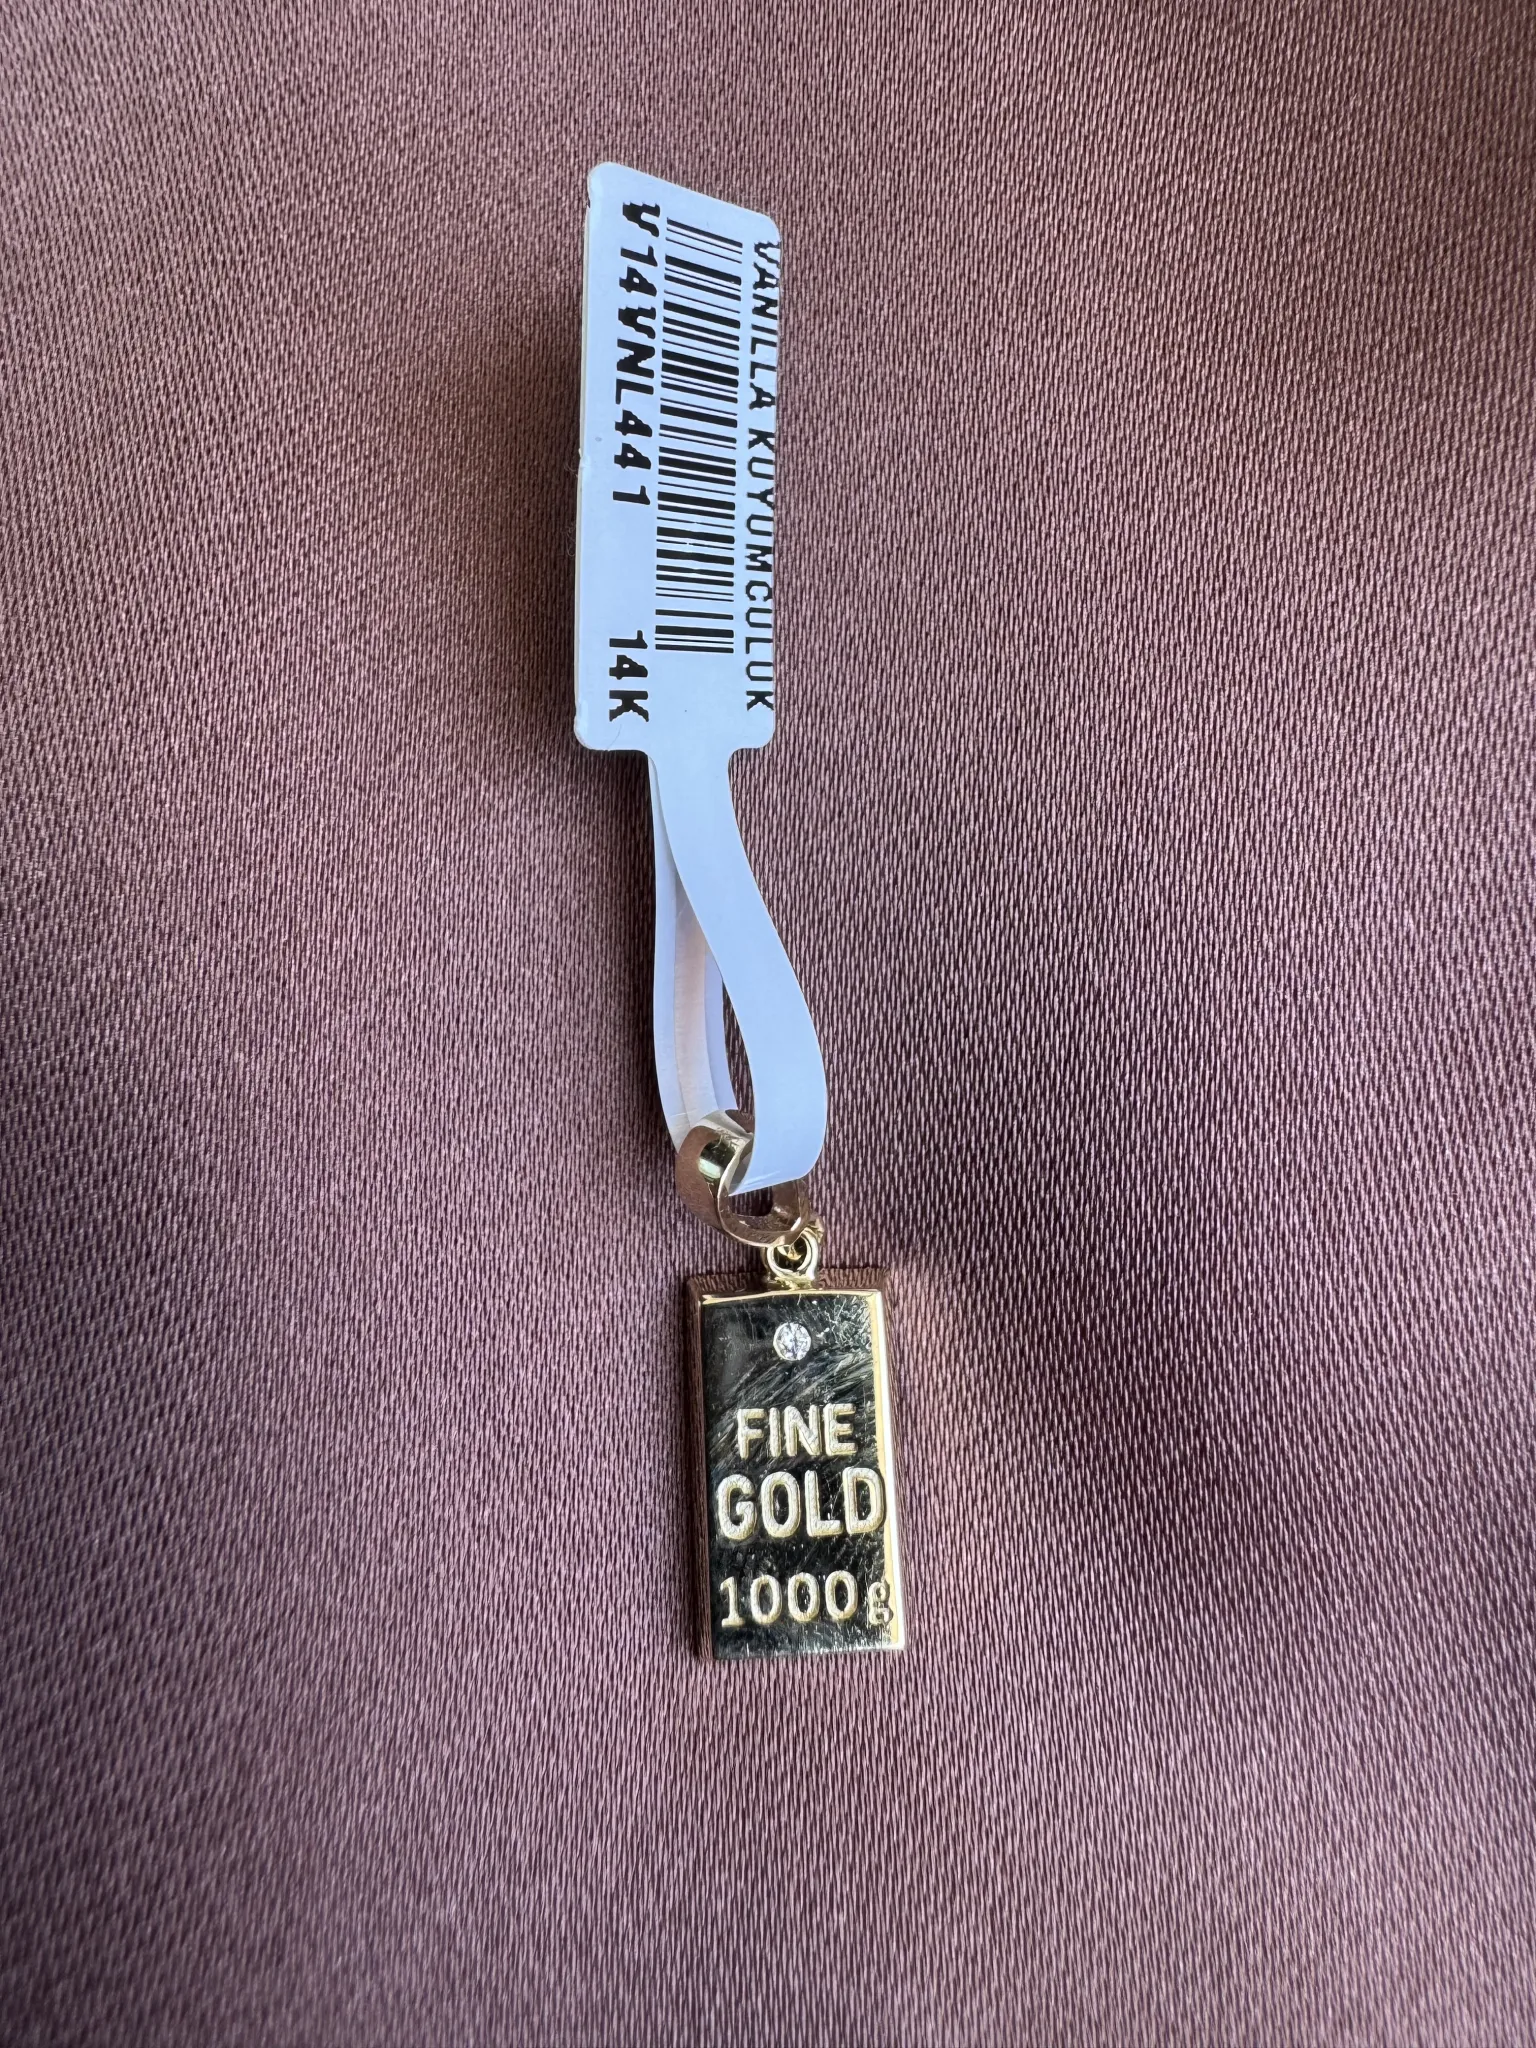 VANILLA KUYUMCULUK
V14VNL441 14K
FINE
GOLD
1000g